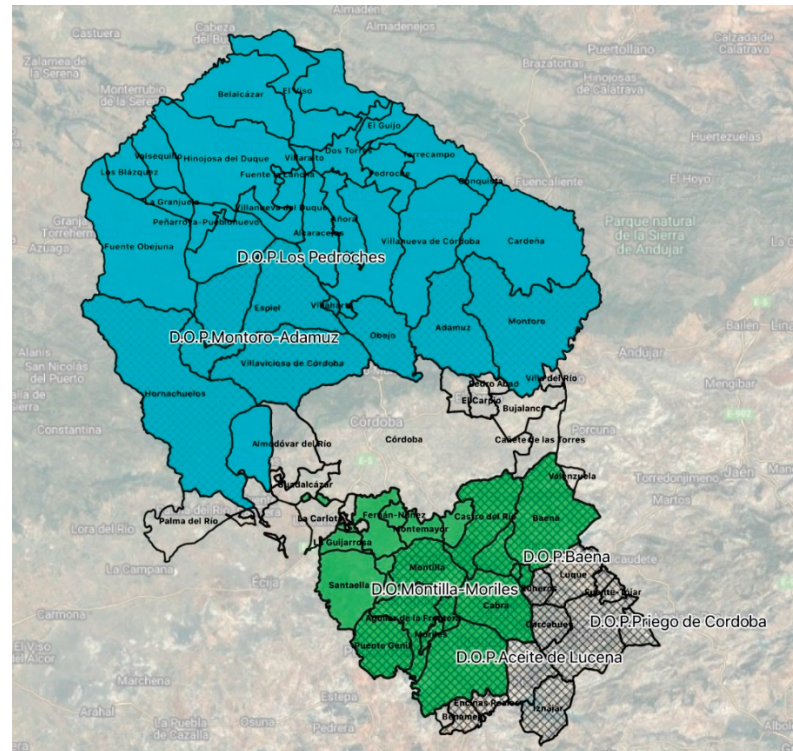 Almadén
Almadenejos
Castuera
Cabeza
del Buey
Calzada de
Calatrava
Puertollano
Zalamea de
la Serena
Brazatortas
Hinojosas
de Calatrava
Monterrubio
de la Serena
Belalcázar
El Viso
El Guijo
Huertezuelas
Valsequillo
Hinojosa del Duque
Villaralto
Dos Torres
Torrecampo
Los Blázquez
Fuente la Lancha
Pedroche
Conquista
Fuencaliente
El Hoyo
La Granjuela
Villanueva del Duque
Añora
Peñarroya-Pueblonuevo
Alcaracejos
Granja
Torrehermosa
Azuaga
Fuente Obejuna
Villanueva de Córdoba
Cardeña
Parque natural
de la Sierra
de Andújar
D.O.P.Los Pedroches
Espiel
Villaharta
Obejo
Adamuz
Montoro
D.O.P.Montoro-Adamuz
Villaviciosa de Córdoba
Alanís
San Nicolás
del Puerto
Hornachuelos
Constantina
Bailén
Andújar
Mengíbar
Villa del Río
Pedro Abad
El Carpio
Bujalance
Córdoba
Córdoba
Almodóvar del Río
Cañete de las Torres
Porcuna
E-5
E-902
Guadalcázar
Valenzuela
Torredonjimeno
Jaén
Martos
Palma del Río
Lora del Río
La Carlota
Fernán-Núñez
Montemayor
Castro del Río
Baena
La Guijarrosa
La Campana
Écija
D.O.P.Baena
Santaella
Montilla
D.O.Montilla-Moriles
Luque
Fuente-Tójar
Cabra
Carmona
Aguilar de la Frontera
Moriles
Carcabuey
D.O.P.Priego de Cordoba
Puente Genil
D.O.P.Aceite de Lucena
El Viso
del Alcor
Marchena
Estepa
Encinas Reales
Iznájar
Arahal
La Puebla
de Cazalla
Osuna
Pedrera